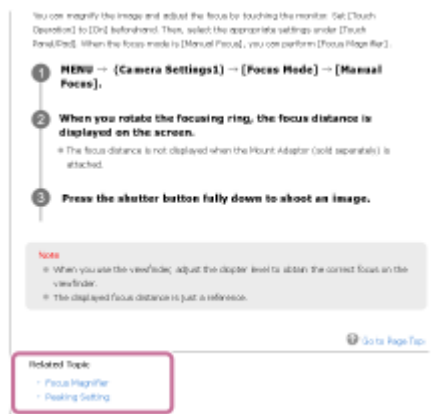 You can magnify the image and adjust the focus by touching the monitor. Set [Touch
Operation] to [On] beforehand. Then, select the appropriate settings under [Touch
Panel/Pad]. When the focus mode is [Manual Focus], you can perform [Focus Magnifier].
1 MENU → (Camera Settings1) → [Focus Mode] → [Manual
Focus].
2 When you rotate the focusing ring, the focus distance is
displayed on the screen.
The focus distance is not displayed when the Mount Adaptor (sold separately) is
attached.
3 Press the shutter button fully down to shoot an image.
Note
When you use the viewfinder, adjust the diopter level to obtain the correct focus on the
viewfinder.
The displayed focus distance is just a reference.
Go to Page Top
Related Topic
Focus Magnifier
Peaking Setting